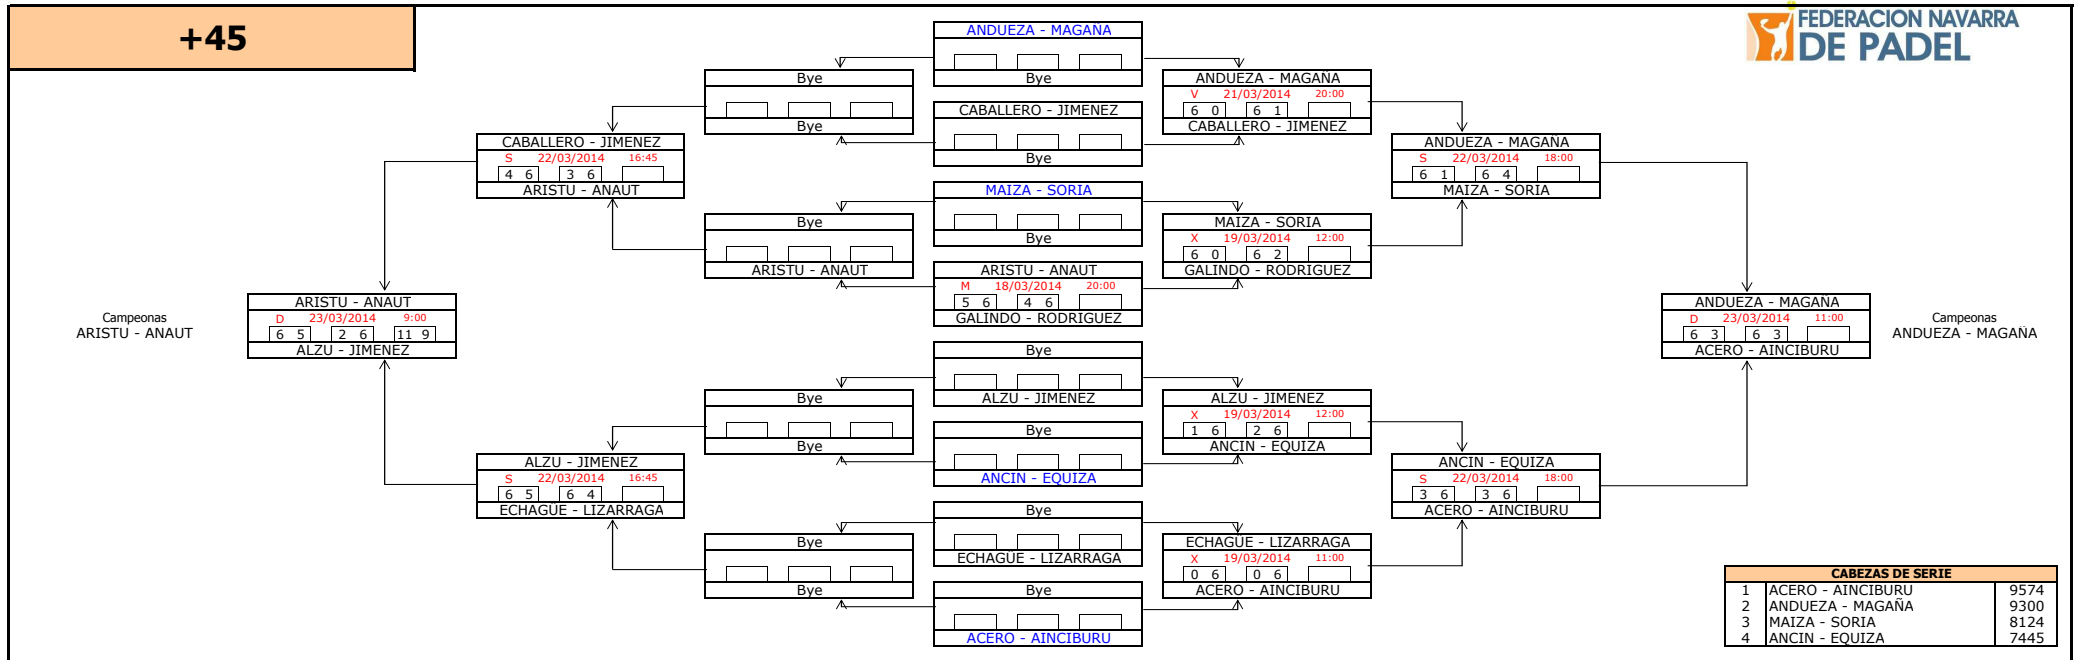 +45
FEDERACION NAVARRA
DE PADEL
Campeonas
ARISTU - ANAUT
ARISTU - ANAUT
D 23/03/2014 9:00
6 5 2 6 11 9
ALZU - JIMENEZ
CABALLERO - JIMENEZ
S 22/03/2014 16:45
4 6 3 6
ARISTU - ANAUT
ALZU - JIMENEZ
S 22/03/2014 16:45
6 5 6 4
ECHAGÜE - LIZARRAGA
Bye
Bye
Bye
ARISTU - ANAUT
Bye
Bye
Bye
Bye
ANDUEZA - MAGAÑA
Bye
CABALLERO - JIMENEZ
Bye
MAIZA - SORIA
Bye
ARISTU - ANAUT
M 18/03/2014 20:00
5 6 4 6
GALINDO - RODRIGUEZ
Bye
ALZU - JIMENEZ
Bye
ANCIN - EQUIZA
Bye
ECHAGÜE - LIZARRAGA
Bye
ACERO - AINCIBURU
ANDUEZA - MAGAÑA
V 21/03/2014 20:00
6 0 6 1
CABALLERO - JIMENEZ
MAIZA - SORIA
X 19/03/2014 12:00
6 0 6 2
GALINDO - RODRIGUEZ
ALZU - JIMENEZ
X 19/03/2014 12:00
1 6 2 6
ANCIN - EQUIZA
ECHAGÜE - LIZARRAGA
X 19/03/2014 11:00
0 6 0 6
ACERO - AINCIBURU
ANDUEZA - MAGAÑA
S 22/03/2014 18:00
6 1 6 4
MAIZA - SORIA
ANCIN - EQUIZA
S 22/03/2014 18:00
3 6 3 6
ACERO - AINCIBURU
ANDUEZA - MAGAÑA
D 23/03/2014 11:00
6 3 6 3
ACERO - AINCIBURU
Campeonas
ANDUEZA - MAGAÑA
CABEZAS DE SERIE
1 ACERO - AINCIBURU 9574
2 ANDUEZA - MAGAÑA 9300
3 MAIZA - SORIA 8124
4 ANCIN - EQUIZA 7445